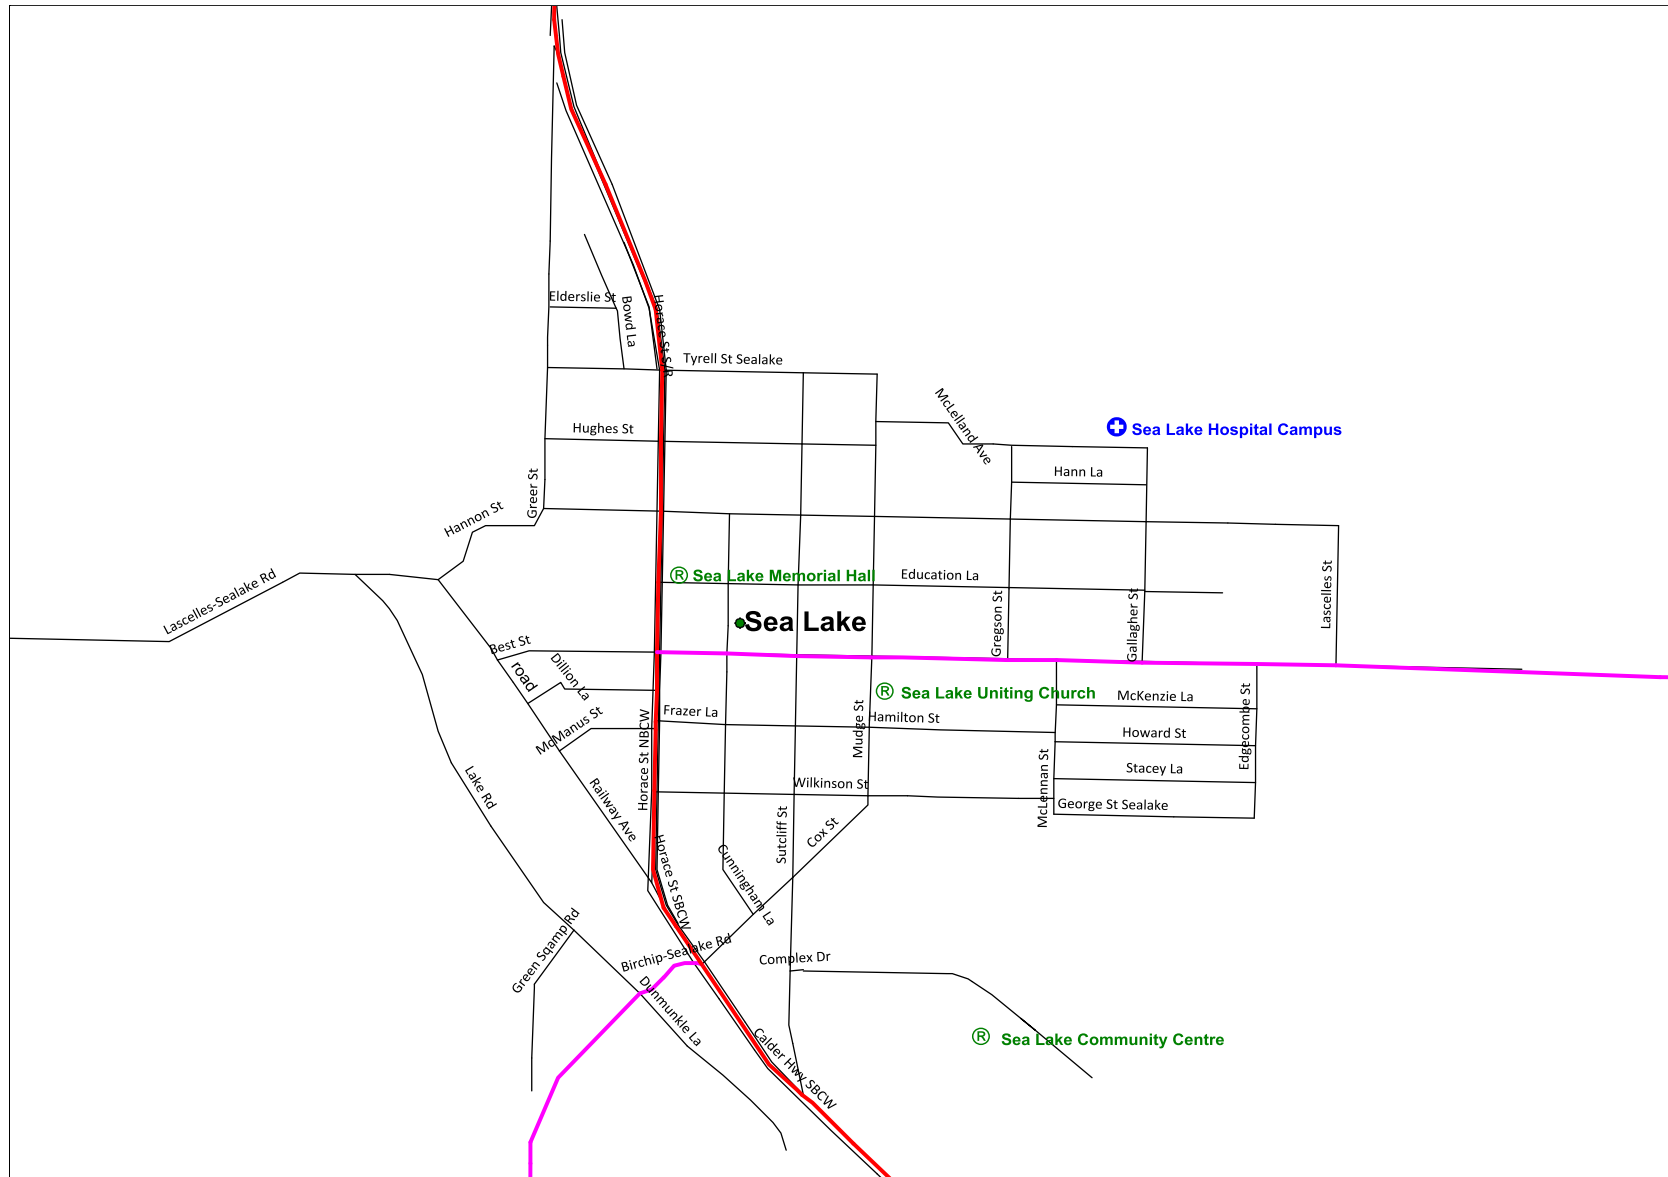 Elderslie St
Bowd La
Horace St S/R
Tyrell St Sealake
McLelland Ave
Hughes St
Sea Lake Hospital Campus
Hann La
Greer St
Hannon St
Lascelles-Sealake Rd
® Sea Lake Memorial Hall
Education La
Sea Lake
Gregson St
Gallagher St
Lascelles St
Best St
road
Dillion La
McManus St
® Sea Lake Uniting Church
McKenzie La
Frazer La
Hamilton St
Mudge St
Howard St
Edgecombe St
Horace St NBCW
Stacey La
Wilkinson St
McLennan St
George St Sealake
Lake Rd
Railway Ave
Sutcliff St
Cox St
Horace St SBCW
Cunningham La
Green Sqamp Rd
Birchip-Sealake Rd
Complex Dr
Dunmunkle La
Calder Hwy SBCW
® Sea Lake Community Centre